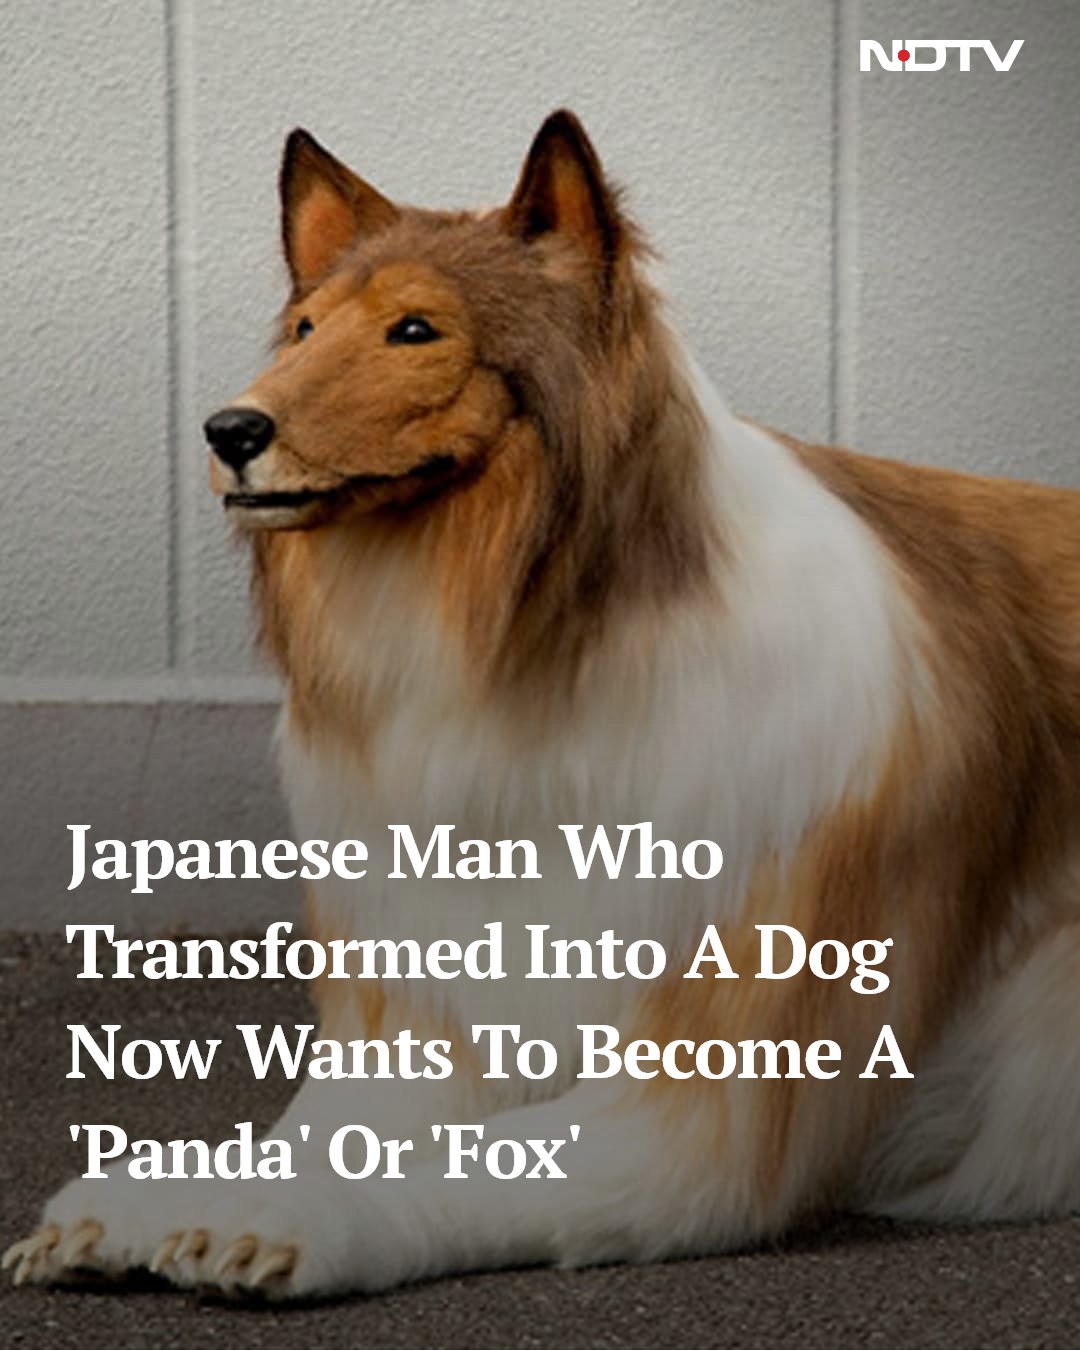 NDTV
Japanese Man Who
Transformed Into A Dog
Now Wants To Become A
'Panda' Or 'Fox'